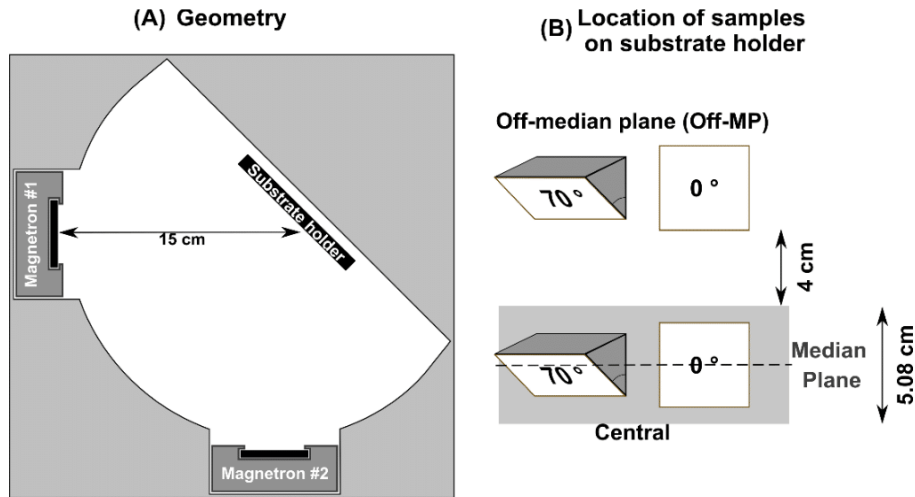 (A) Geometry
Magnetron #1
15 cm
Substrate holder
Magnetron #2
(B) Location of samples
on substrate holder
Off-median plane (Off-MP)
70°
0 °
4 cm
70°
0 °
Median
Plane
5.08 cm
Central